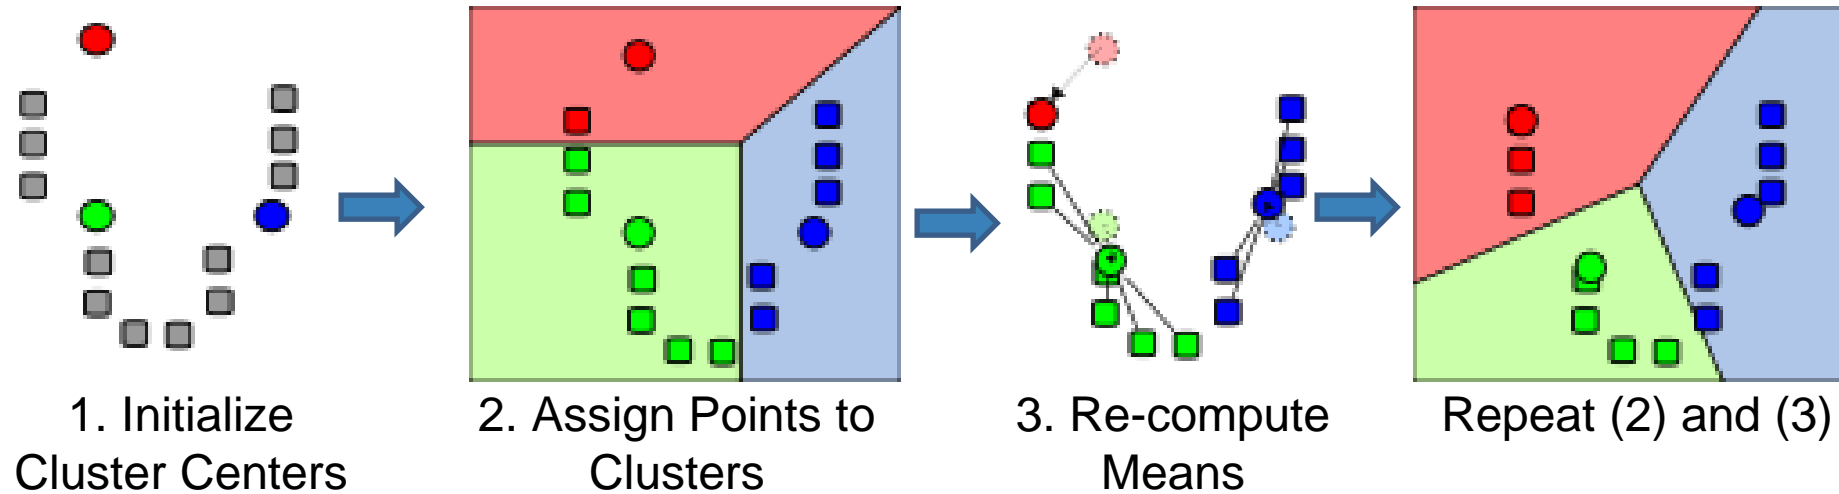 1. Initialize
Cluster Centers
2. Assign Points to
Clusters
3. Re-compute
Means
Repeat (2) and (3)